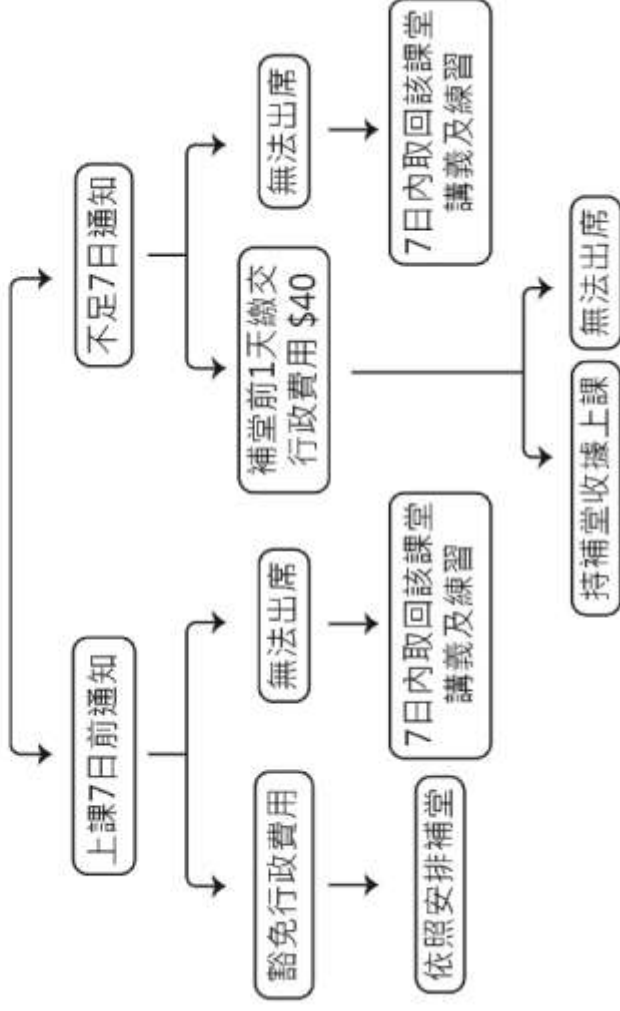 上課7日前通知
不足7日通知
豁免行政費用
無法出席
補堂前1天繳交
行政費用 $40
無法出席
依照安排補堂
7日內取回該課堂
講義及練習
7日內取回該課堂
講義及練習
持補堂收據上課
無法出席